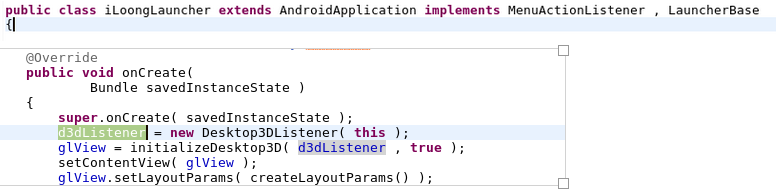 public class iLoongLauncher extends AndroidApplication implements MenuActionListener , LauncherBase
{
@Override
public void onCreate(
Bundle savedInstanceState )
{
super.onCreate( savedInstanceState );
d3dListener = new Desktop3DListener( this );
glView = initializeDesktop3D( d3dListener , true );
setContentView( glView );
glView.setLayoutParams( createLayoutParams() );